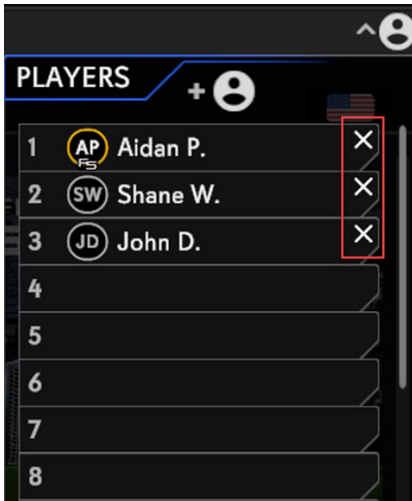 PLAYERS +
1 AP FS Aidan P. X
2 SW Shane W. X
3 JD John D. X
4
5
6
7
8